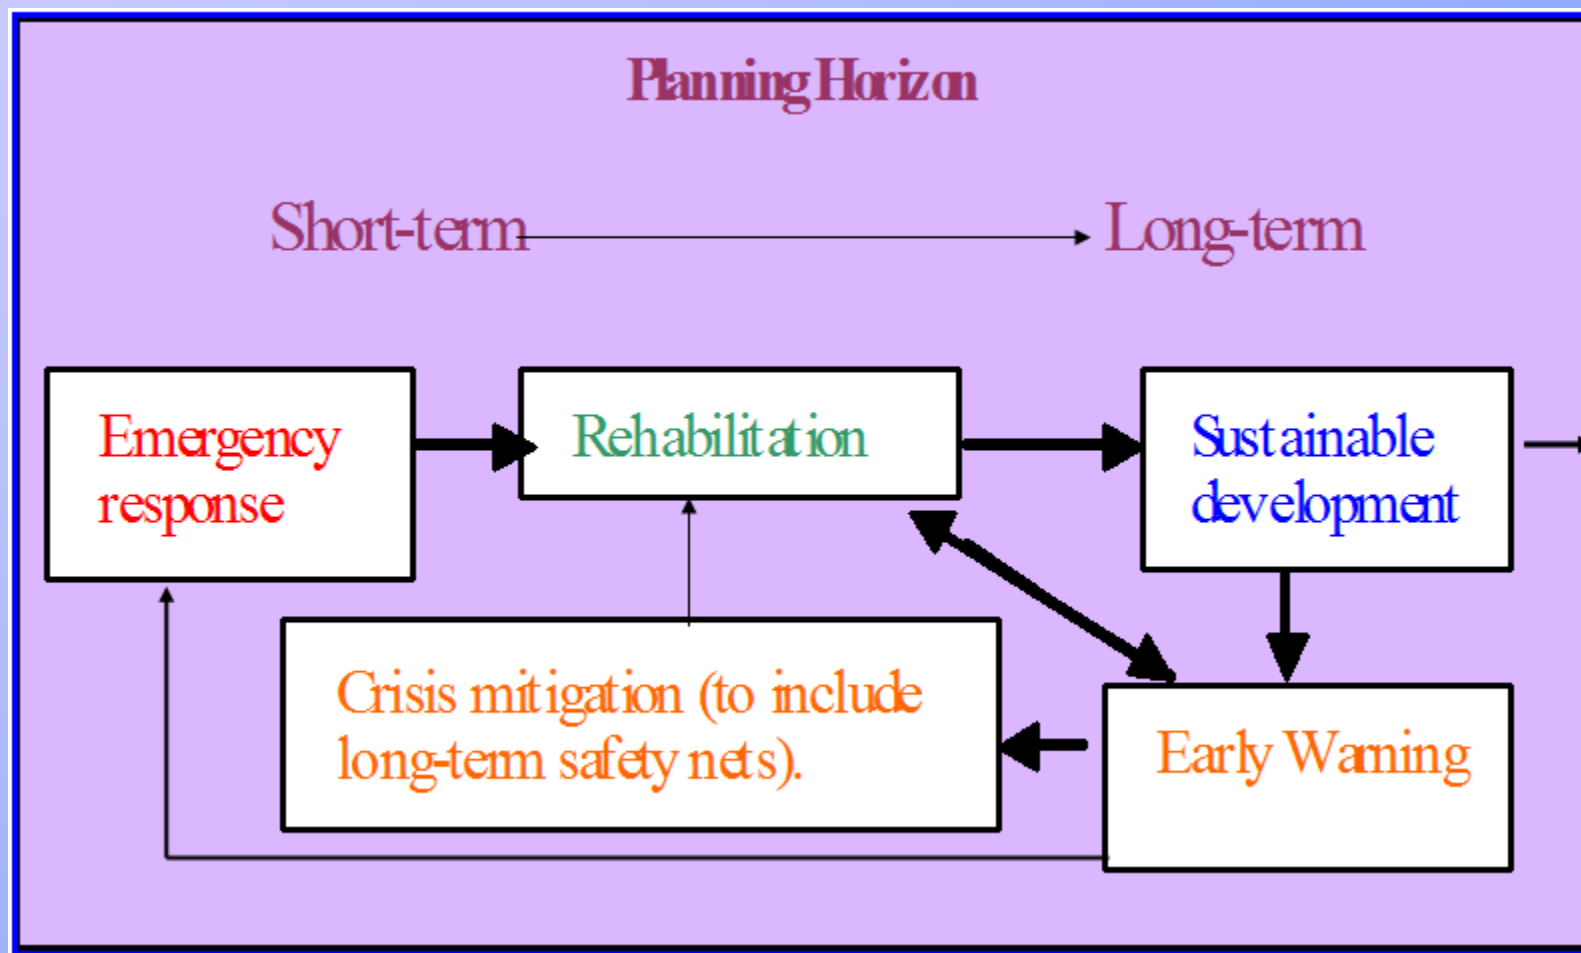 Planning Horizon
Short-term
Long-term
Emergency
response
Rehabilitation
Sustainable
development
Crisis mitigation (to include
long-term safety nets).
Early Warning